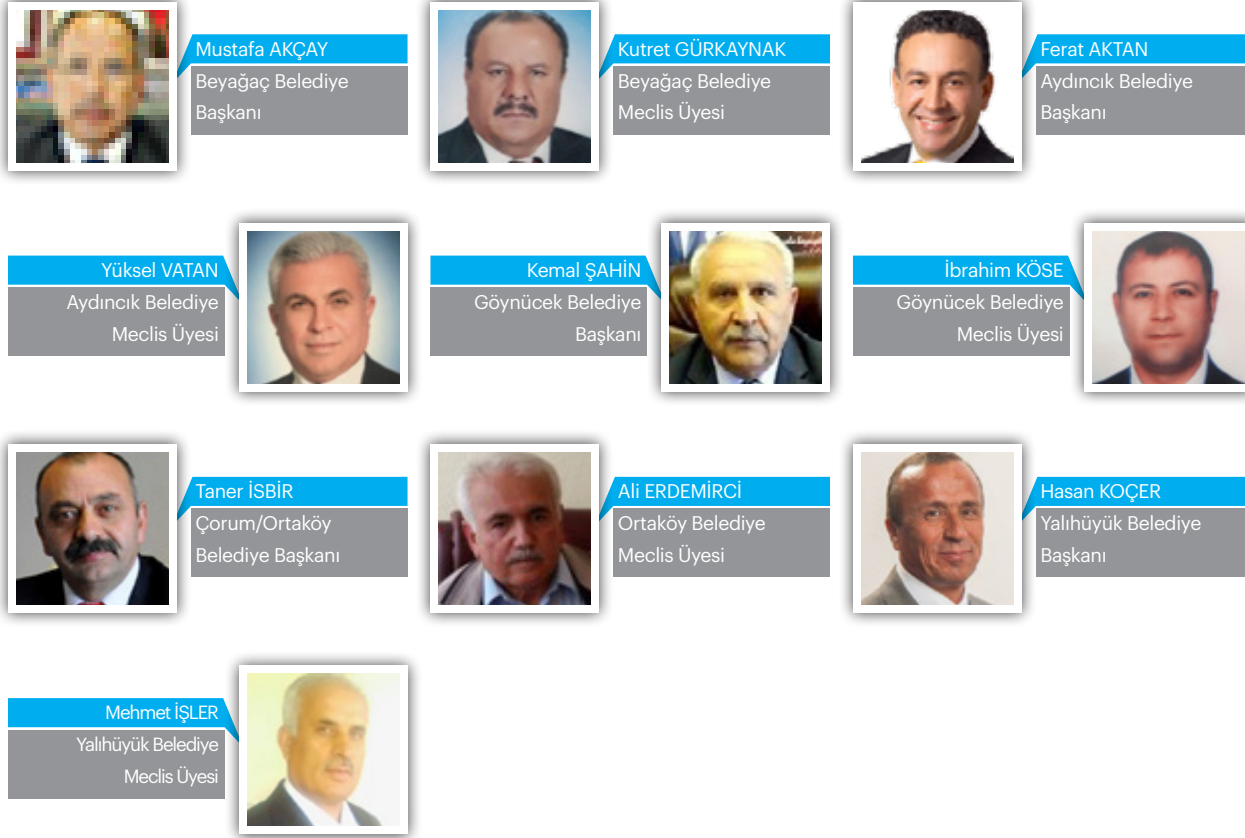 Mustafa AKÇAY
Beyağaç Belediye
Başkanı
Kutret GÜRKAYNAK
Beyağaç Belediye
Meclis Üyesi
Ferat AKTAN
Aydıncık Belediye
Başkanı
Yüksel VATAN
Aydıncık Belediye
Meclis Üyesi
Kemal ŞAHİN
Göynücek Belediye
Başkanı
İbrahim KÖSE
Göynücek Belediye
Meclis Üyesi
Taner İSBİR
Çorum/Ortaköy
Belediye Başkanı
Ali ERDEMİRCİ
Ortaköy Belediye
Meclis Üyesi
Hasan KOÇER
Yalıhüyük Belediye
Başkanı
Mehmet İŞLER
Yalıhüyük Belediye
Meclis Üyesi